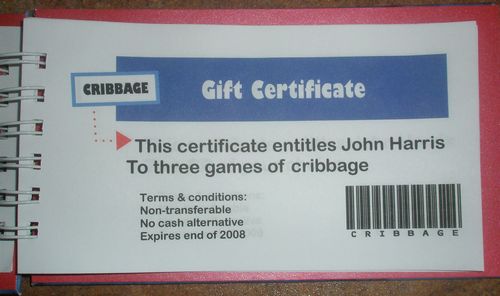 CRIBBAGE
Gift Certificate
This certificate entitles John Harris
To three games of cribbage
Terms & conditions:
Non-transferable
No cash alternative
Expires end of 2008
CRIBBAGE